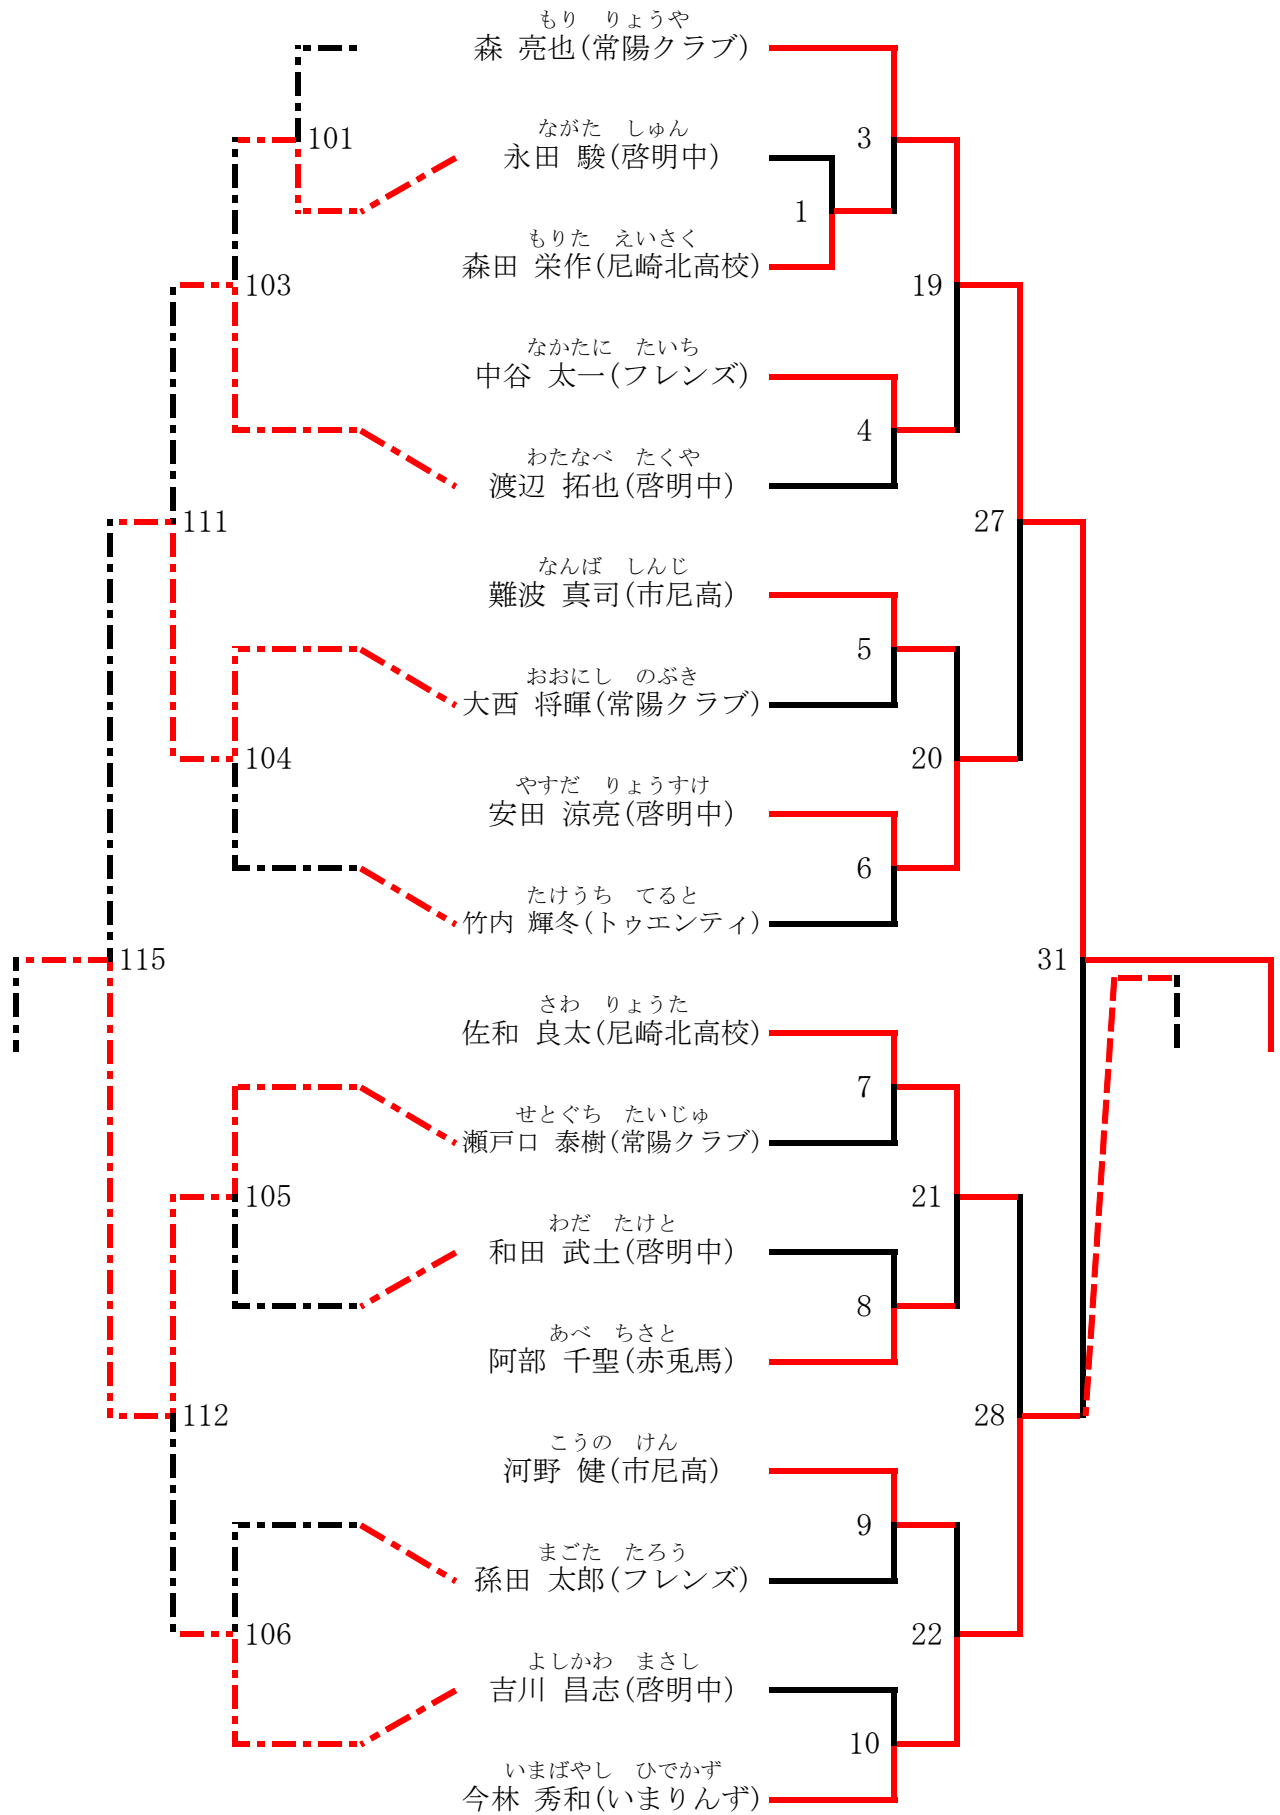 もり りょうや
森 亮也(常陽クラブ)
101
ながた しゅん
永田 駿(啓明中)
3
1
もりた えいさく
森田 栄作(尼崎北高校)
103
19
なかたに たいち
中谷 太一(フレンズ)
4
わたなべ たくや
渡辺 拓也(啓明中)
111
27
なんば しんじ
難波 真司(市尼高)
5
おおにし のぶき
大西 将暉(常陽クラブ)
104
20
やすだ りょうすけ
安田 涼亮(啓明中)
6
たけうち てると
竹内 輝冬(トゥエンティ)
115
31
さわ りょうた
佐和 良太(尼崎北高校)
7
せとぐち たいじゅ
瀬戸口 泰樹(常陽クラブ)
105
21
わだ たけと
和田 武土(啓明中)
8
あべ ちさと
阿部 千聖(赤兎馬)
112
28
こうの けん
河野 健(市尼高)
9
まごた たろう
孫田 太郎(フレンズ)
106
22
よしかわ まさし
吉川 昌志(啓明中)
10
いまばやし ひでかず
今林 秀和(いまりんず)